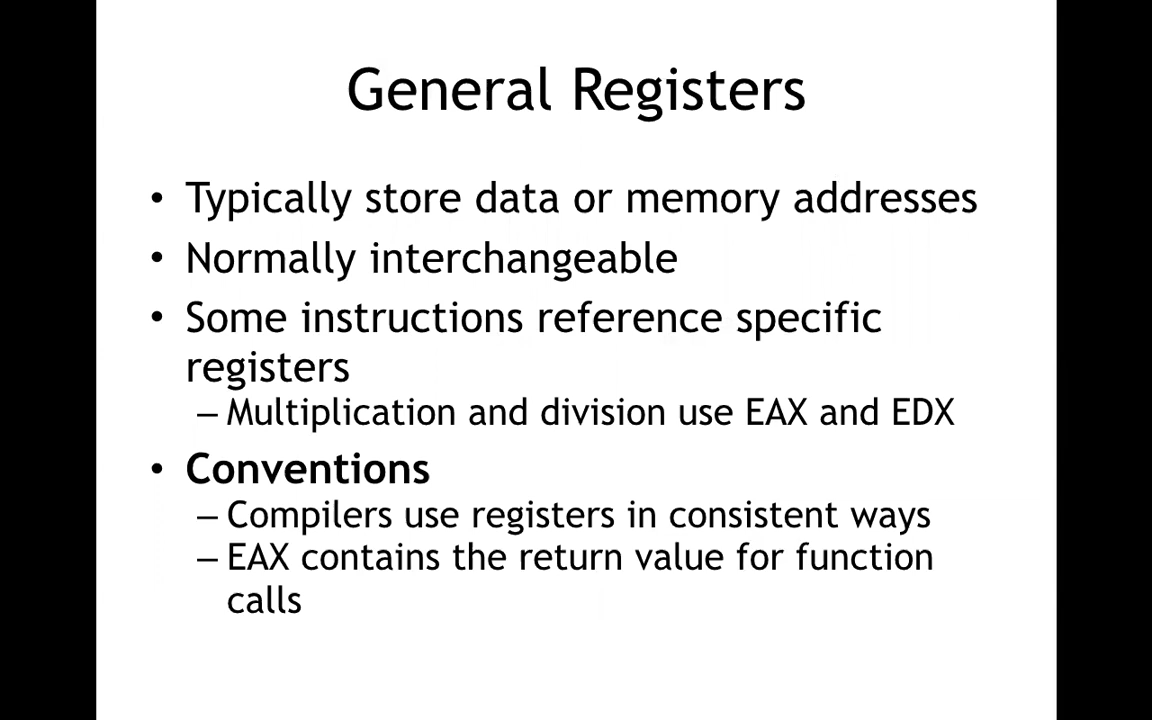 General Registers
• Typically store data or memory addresses
• Normally interchangeable
• Some instructions reference specific
registers
– Multiplication and division use EAX and EDX
• Conventions
– Compilers use registers in consistent ways
– EAX contains the return value for function
calls